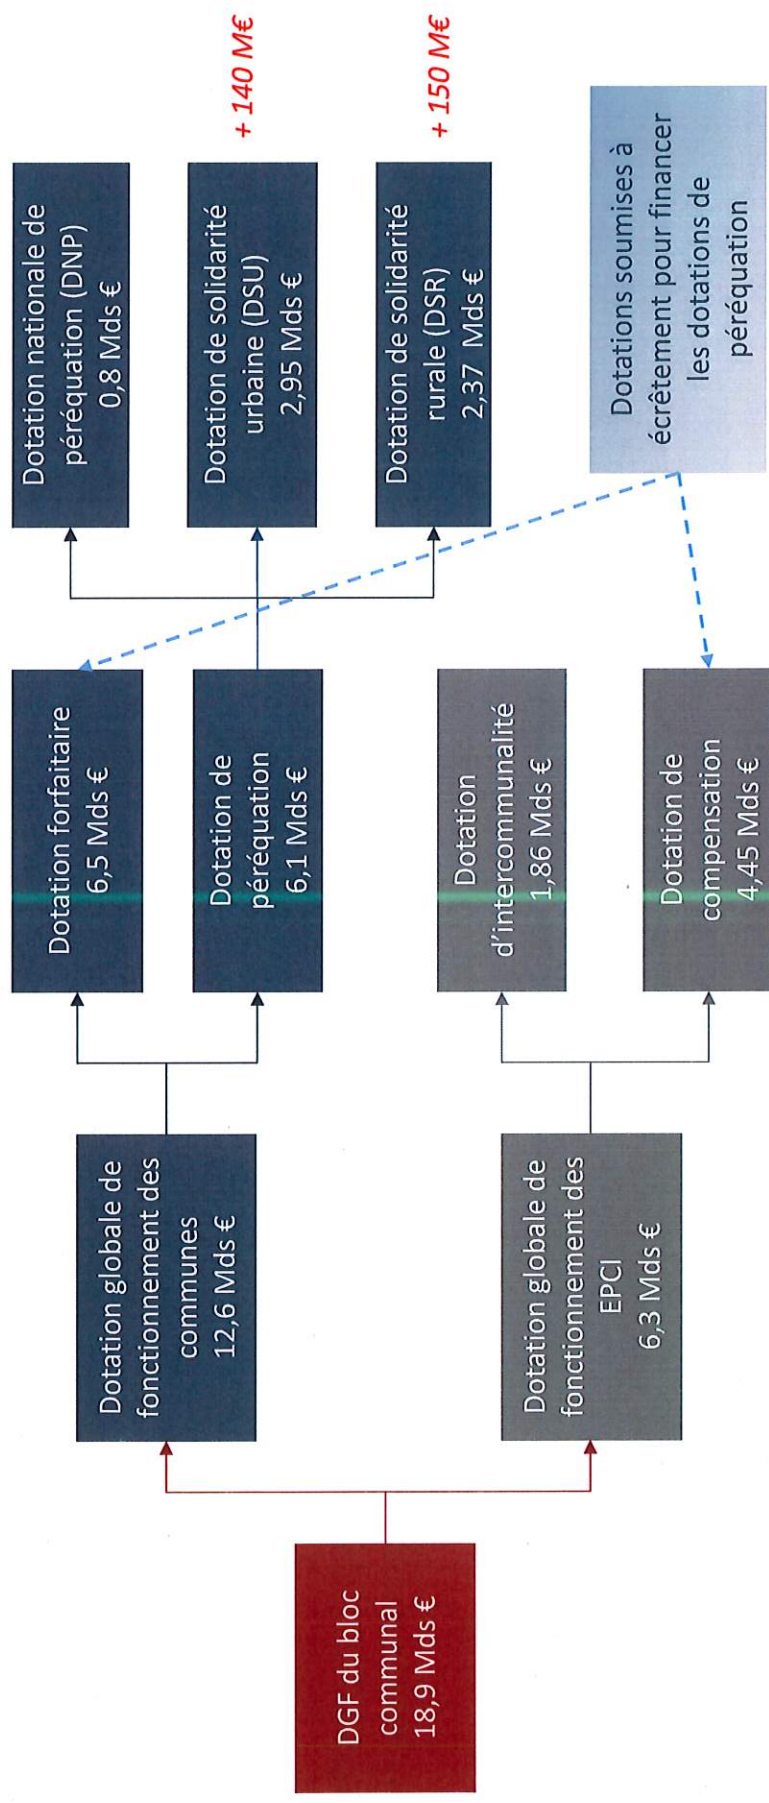 DGF du bloc
communal
18,9 Mds €
Dotation globale de
fonctionnement des
communes
12,6 Mds €
Dotation globale de
fonctionnement des
EPCI
6,3 Mds €
Dotation forfaitaire
6,5 Mds €
Dotation de
péréquation
6,1 Mds €
Dotation
d'intercommunalité
1,86 Mds €
Dotation de
compensation
4,45 Mds €
Dotation nationale de
péréquation (DNP)
0,8 Mds €
Dotation de solidarité
urbaine (DSU)
2,95 Mds €
+ 140 M€
Dotation de solidarité
rurale (DSR)
2,37 Mds €
+ 150 M€
Dotations soumises à
écrêtement pour financer
les dotations de
péréquation